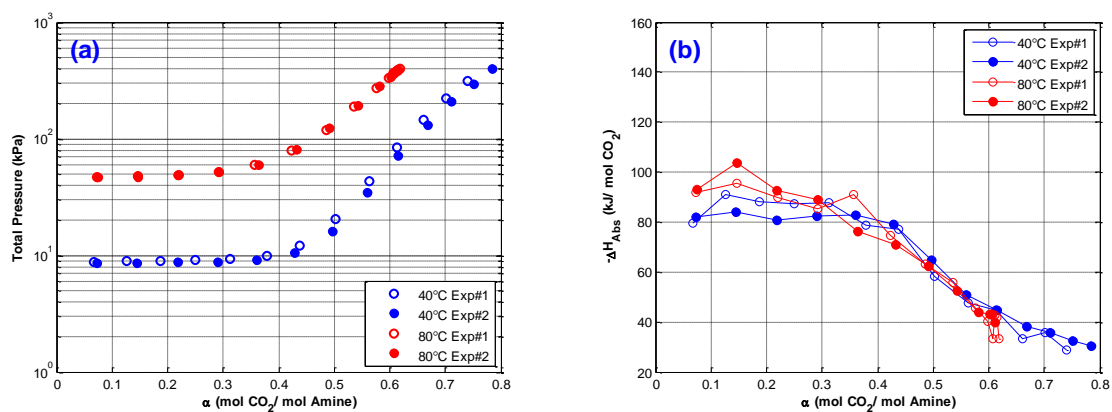 (a)
Total Pressure (kPa)
10³
10²
10¹
10⁰
0 0.1 0.2 0.3 0.4 0.5 0.6 0.7 0.8
α (mol CO₂/ mol Amine)
40°C Exp#1
40°C Exp#2
80°C Exp#1
80°C Exp#2
(b)
-ΔH_Abs (kJ/ mol CO₂)
160
140
120
100
80
60
40
20
0 0.1 0.2 0.3 0.4 0.5 0.6 0.7 0.8
α (mol CO₂/ mol Amine)
40°C Exp#1
40°C Exp#2
80°C Exp#1
80°C Exp#2